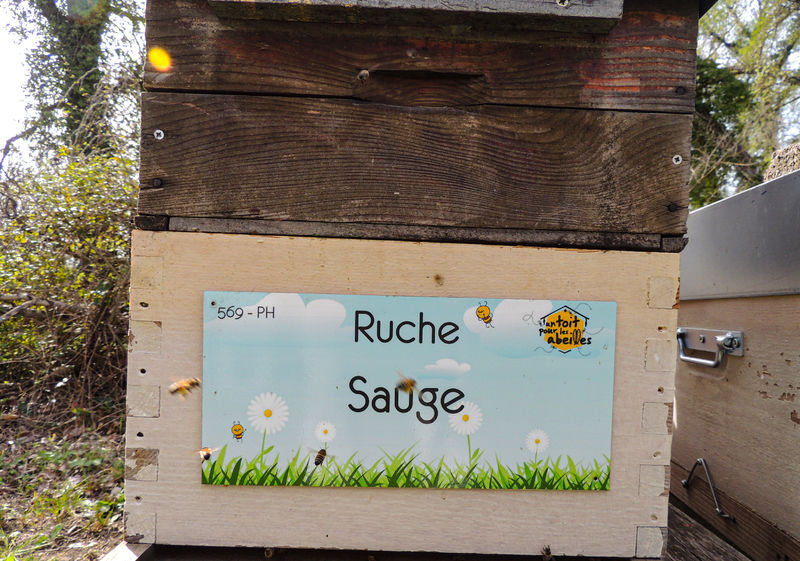 569 - PH
Ruche
Sauge
Un toit
pour les
abeilles